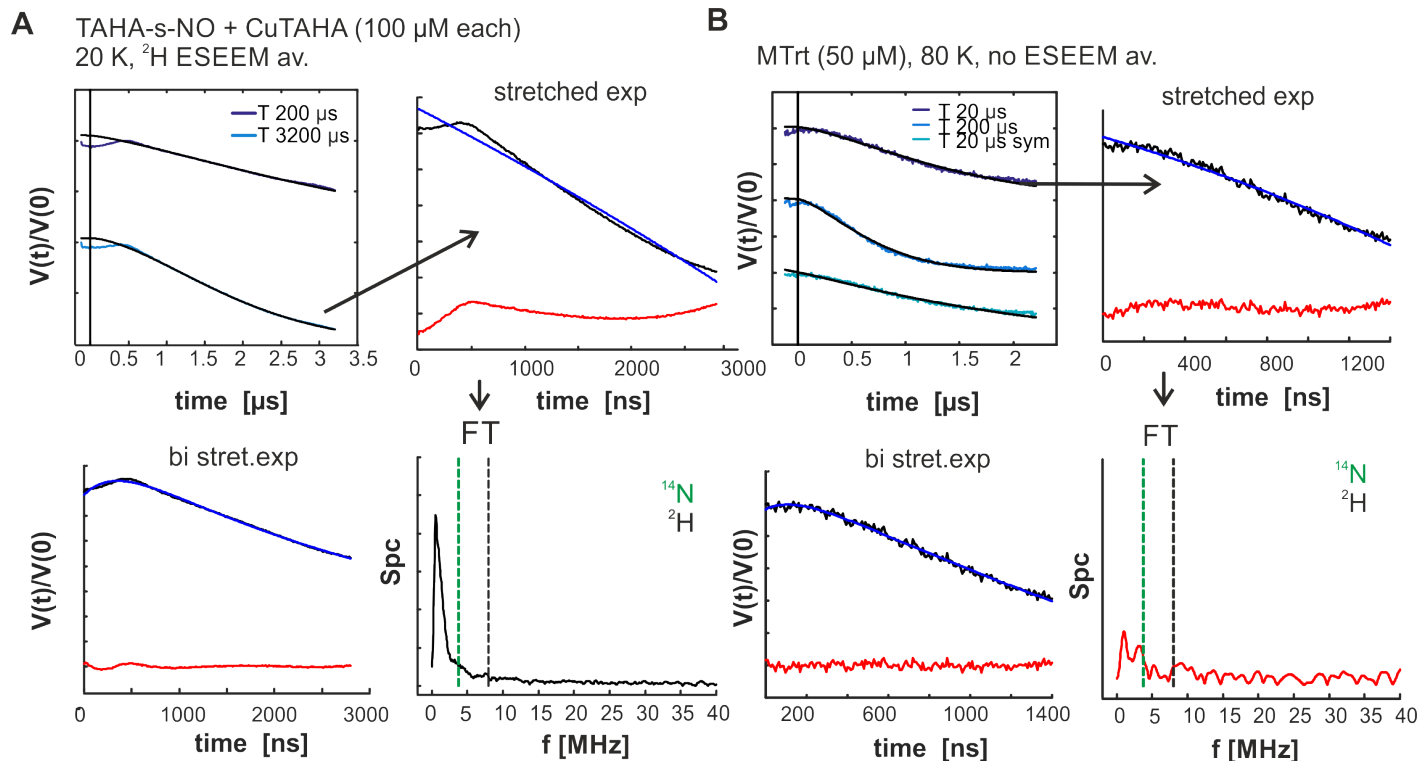 A
TAHA-s-NO + CuTAHA (100 µM each)
20 K, ²H ESEEM av.
T 200 µs
T 3200 µs
V(t)/V(0)
0 0.5 1 1.5 2 2.5 3 3.5
time [µs]
stretched exp
0 1000 2000 3000
time [ns]
FT
bi stret.exp
V(t)/V(0)
0 1000 2000 3000
time [ns]
¹⁴N
²H
Spc
0 5 10 15 20 25 30 35 40
f [MHz]
B
MTrt (50 µM), 80 K, no ESEEM av.
T 20 µs
T 200 µs
T 20 µs sym
V(t)/V(0)
0 0.5 1 1.5 2
time [µs]
stretched exp
0 400 800 1200
time [ns]
FT
bi stret.exp
V(t)/V(0)
200 600 1000 1400
time [ns]
¹⁴N
²H
Spc
0 5 10 15 20 25 30 35 40
f [MHz]